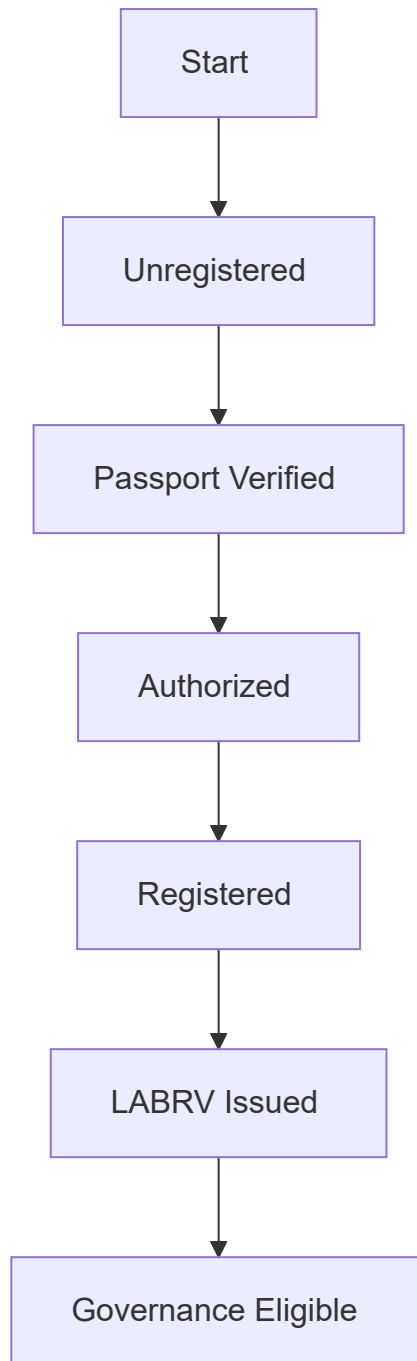 Start
Unregistered
Passport Verified
Authorized
Registered
LABRV Issued
Governance Eligible